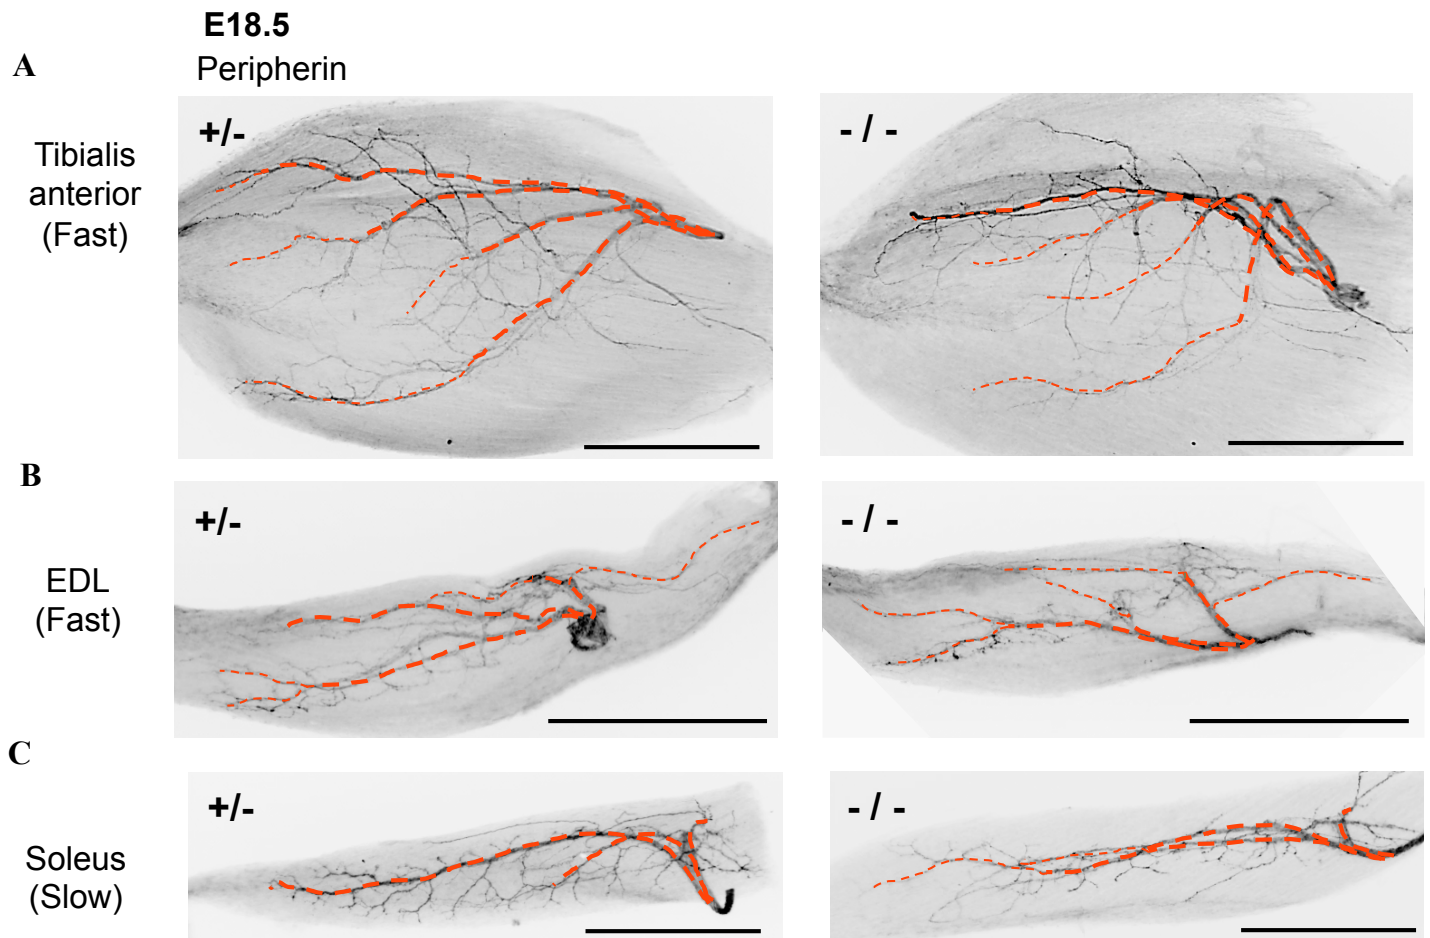 E18.5
Peripherin
A
Tibialis
anterior
(Fast)
+/-
- / -
B
EDL
(Fast)
+/-
- / -
C
Soleus
(Slow)
+/-
- / -